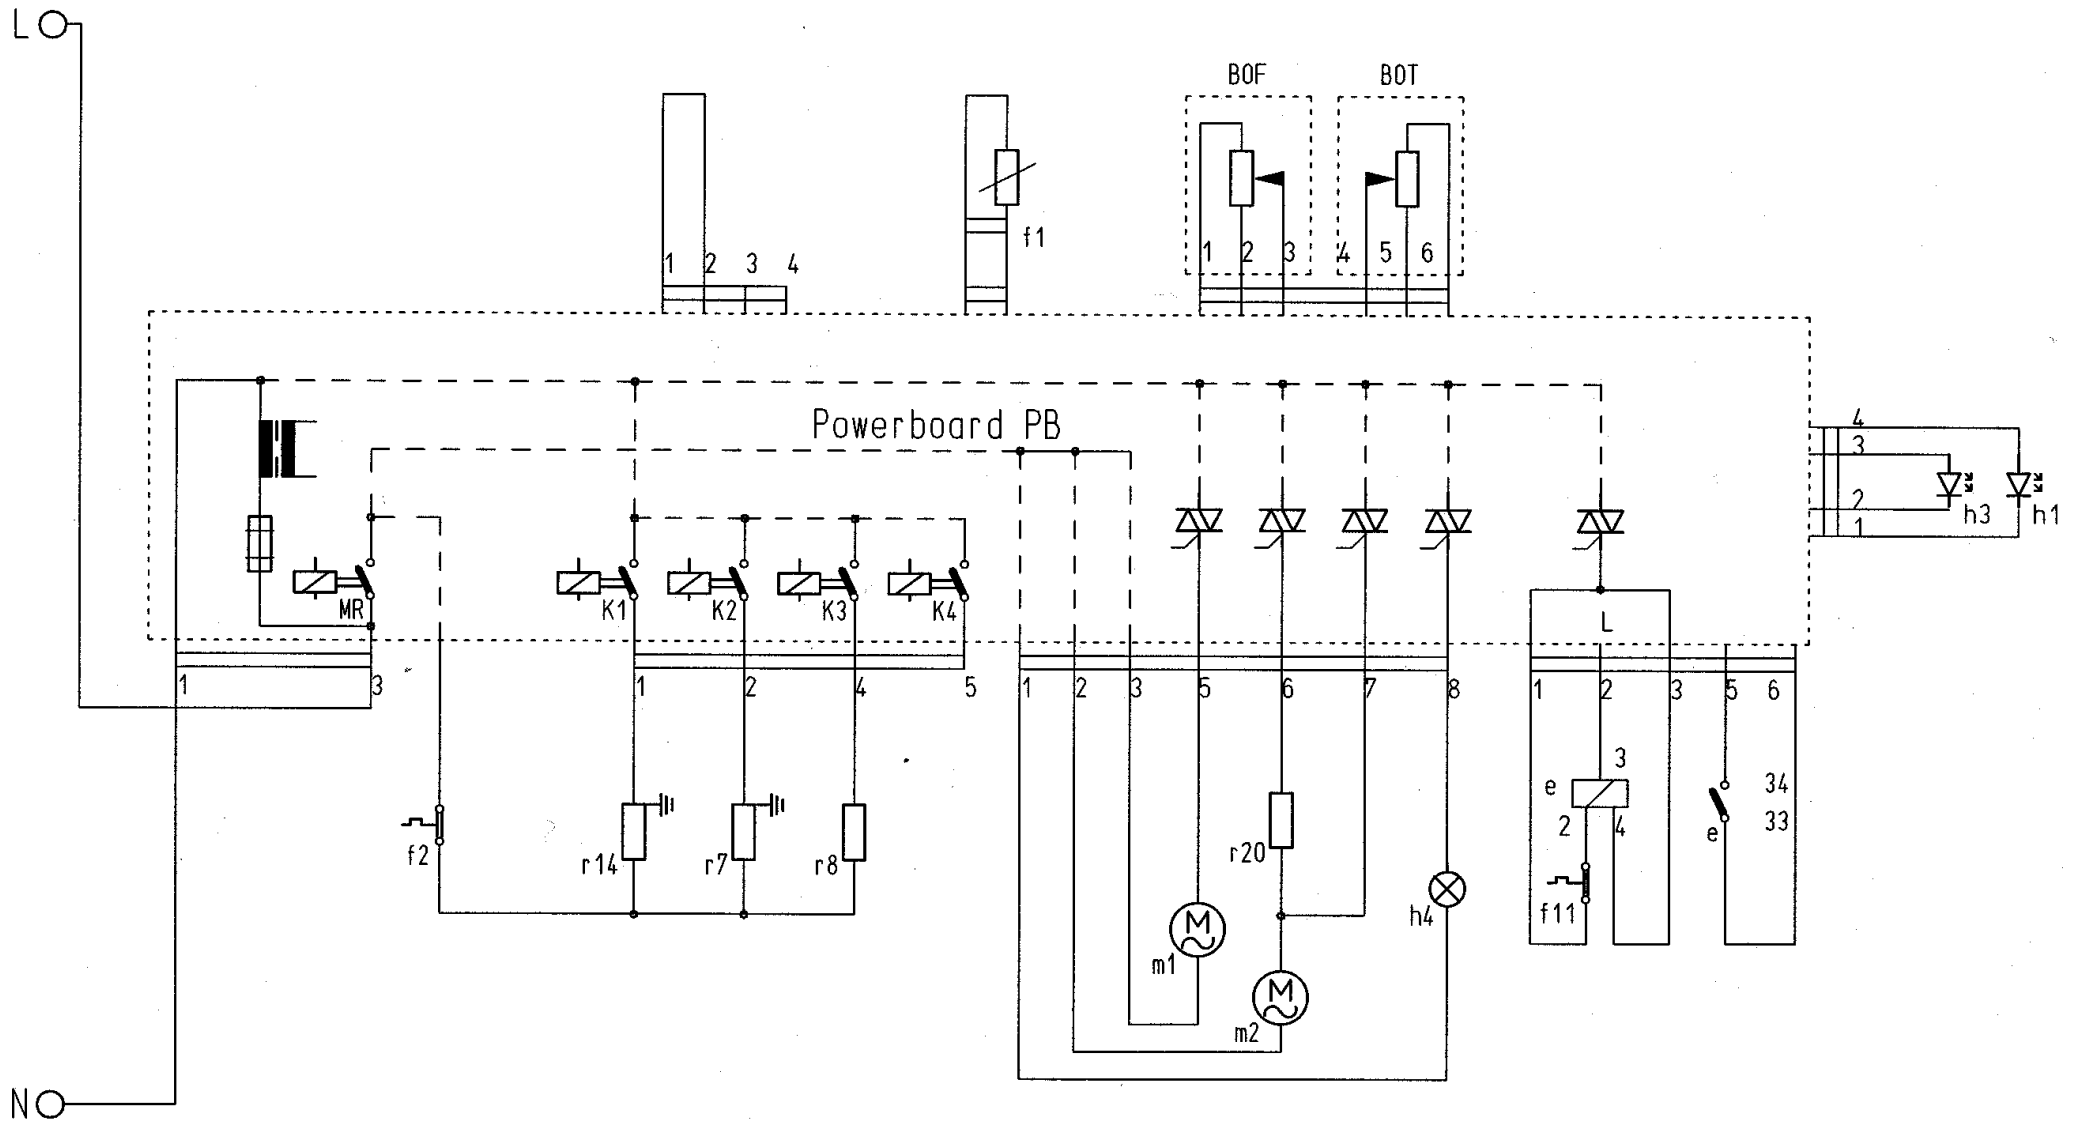 L
BOF BOT
1 2 3 4 5 6
f1
1 2 3 4
Powerboard PB
4
3
2
1
h3 h1
MR K1 K2 K3 K4
L
1 3 1 2 4 5 1 2 3 5 6 7 8 1 2 3 5 6
3
e 34
2 4 e 33
f2 r14 r7 r8 r20
h4 f11
m1
m2
N